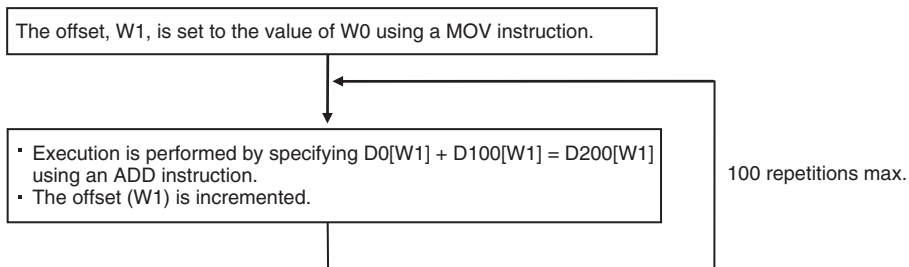 The offset, W1, is set to the value of W0 using a MOV instruction.
▪ Execution is performed by specifying D0[W1] + D100[W1] = D200[W1]
using an ADD instruction.
▪ The offset (W1) is incremented.
100 repetitions max.